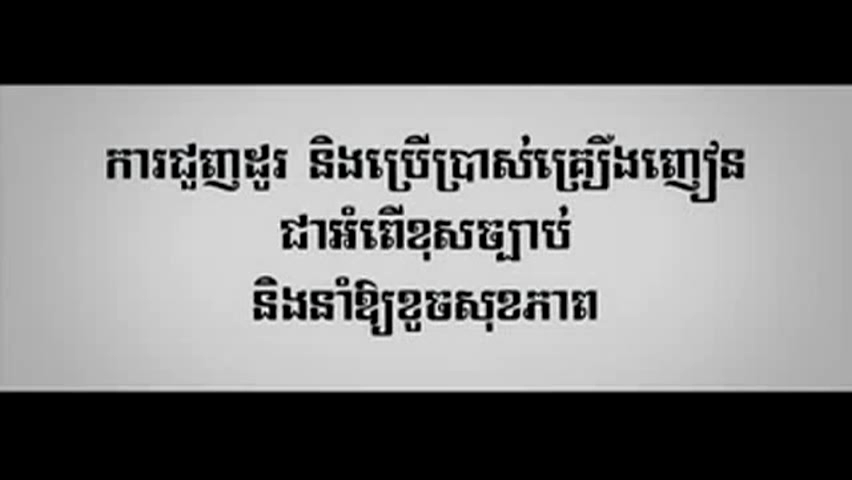 ការជួញដូរ និងប្រើប្រាស់គ្រឿងញៀន
ជាអំពើខុសច្បាប់
និងនាំឱ្យខូចសុខភាព